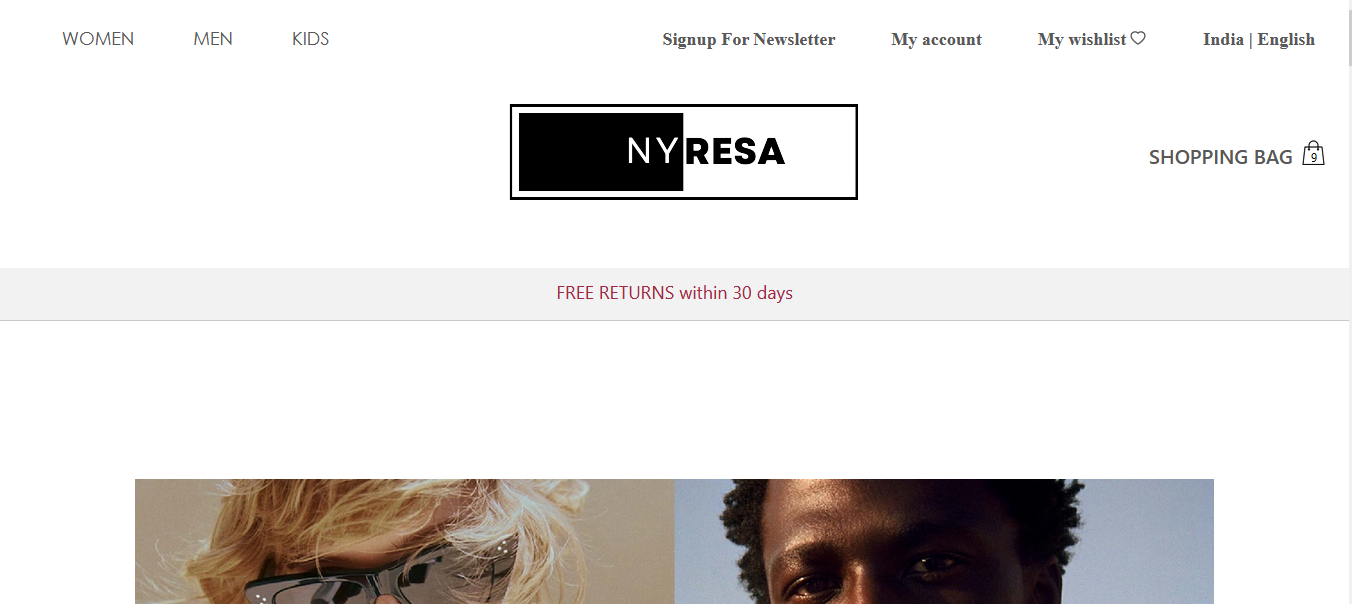 WOMEN MEN KIDS Signup For Newsletter My account My wishlist India | English
NYRESA
SHOPPING BAG 9
FREE RETURNS within 30 days